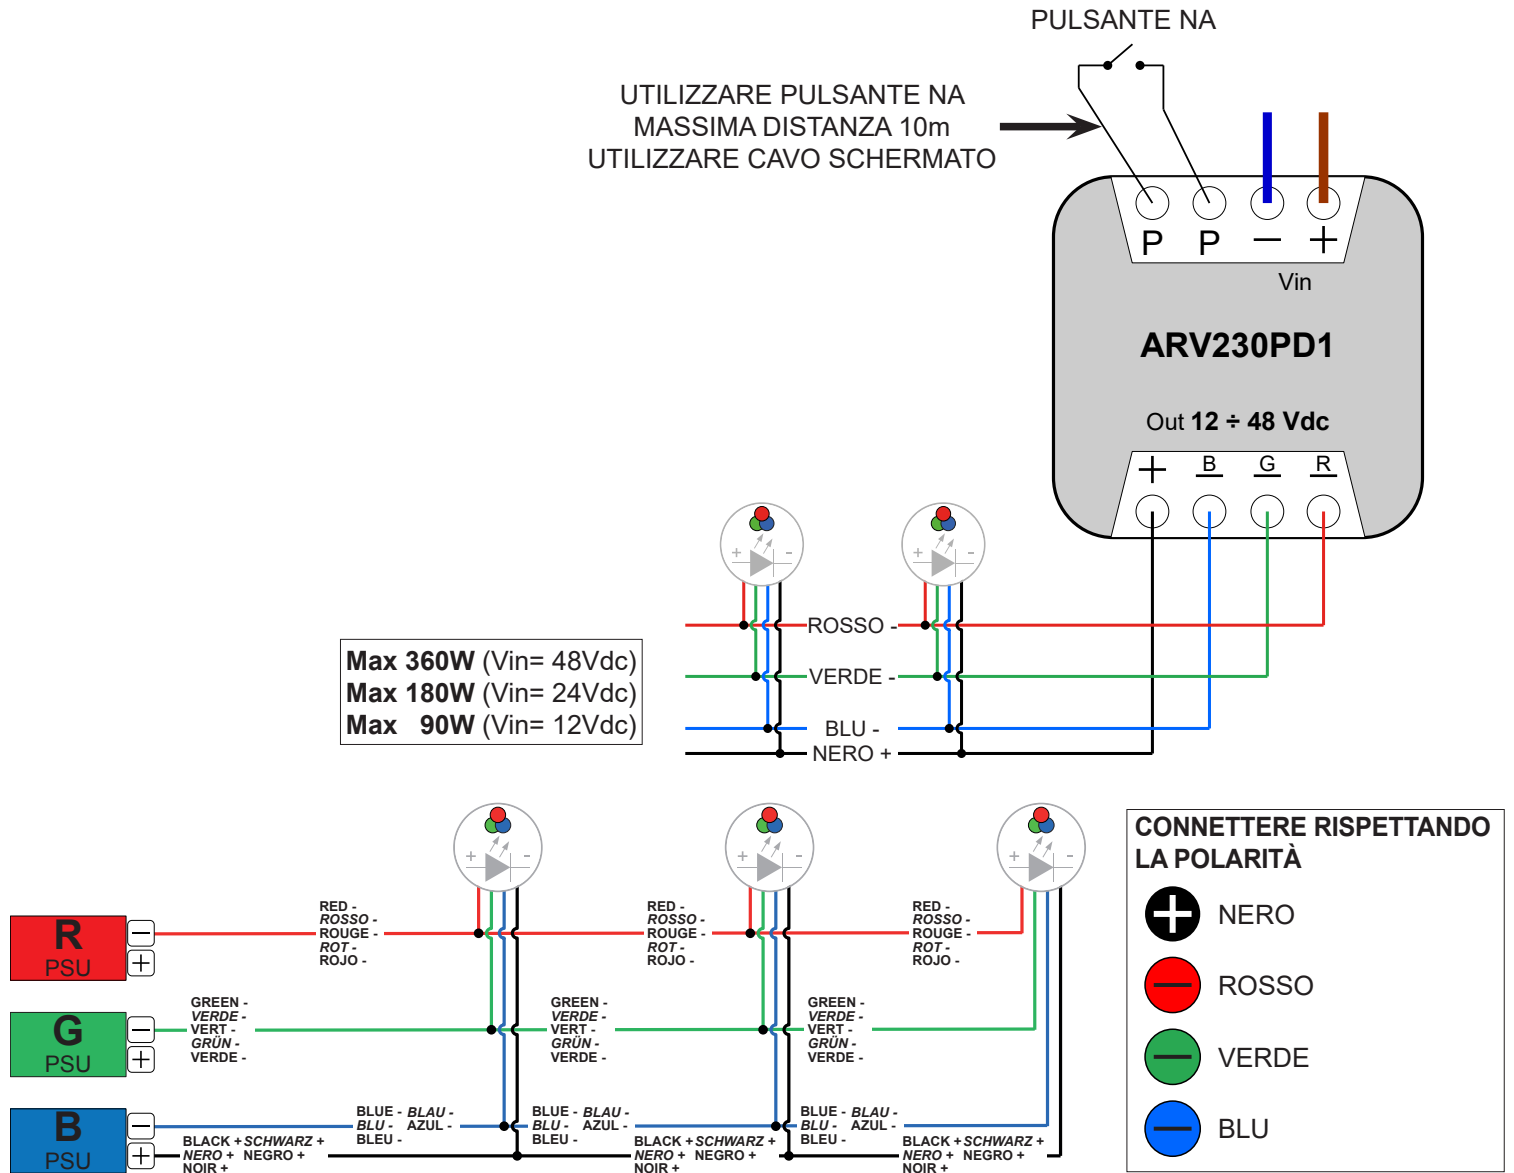 PULSANTE NA
UTILIZZARE PULSANTE NA
MASSIMA DISTANZA 10m
UTILIZZARE CAVO SCHERMATO
P P — +
Vin
ARV230PD1
Out 12 ÷ 48 Vdc
+ B G R
+ -
+ -
ROSSO -
VERDE -
BLU -
NERO +
Max 360W (Vin= 48Vdc)
Max 180W (Vin= 24Vdc)
Max 90W (Vin= 12Vdc)
+ -
+ -
+ -
R
PSU
— +
RED -
ROSSO -
ROUGE -
ROT -
ROJO -
RED -
ROSSO -
ROUGE -
ROT -
ROJO -
RED -
ROSSO -
ROUGE -
ROT -
ROJO -
G
PSU
— +
GREEN -
VERDE -
VERT -
GRÜN -
VERDE -
GREEN -
VERDE -
VERT -
GRÜN -
VERDE -
GREEN -
VERDE -
VERT -
GRÜN -
VERDE -
B
PSU
— +
BLUE - BLAU -
BLU - AZUL -
BLEU -
BLUE - BLAU -
BLU - AZUL -
BLEU -
BLUE - BLAU -
BLU - AZUL -
BLEU -
BLACK + SCHWARZ +
NERO + NEGRO +
NOIR +
BLACK + SCHWARZ +
NERO + NEGRO +
NOIR +
BLACK + SCHWARZ +
NERO + NEGRO +
NOIR +
CONNETTERE RISPETTANDO
LA POLARITÀ
+ NERO
— ROSSO
— VERDE
— BLU